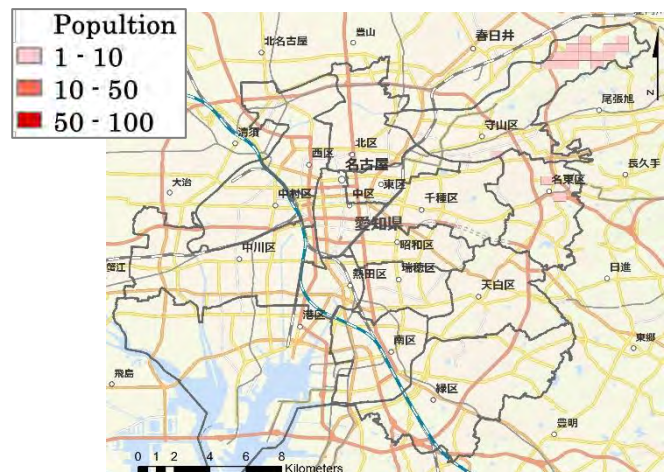 Popultion
1 - 10
10 - 50
50 - 100
北名古屋
豊山
春日井
尾張旭
清須
西区
北区
守山区
名古屋
大治
中村区
中区
東区
千種区
名東区
長久手
愛知県
昭和区
蟹江
中川区
熱田区
瑞穂区
天白区
日進
港区
南区
東郷
飛島
緑区
豊明
0 1 2 4 6 8
Kilometers
N